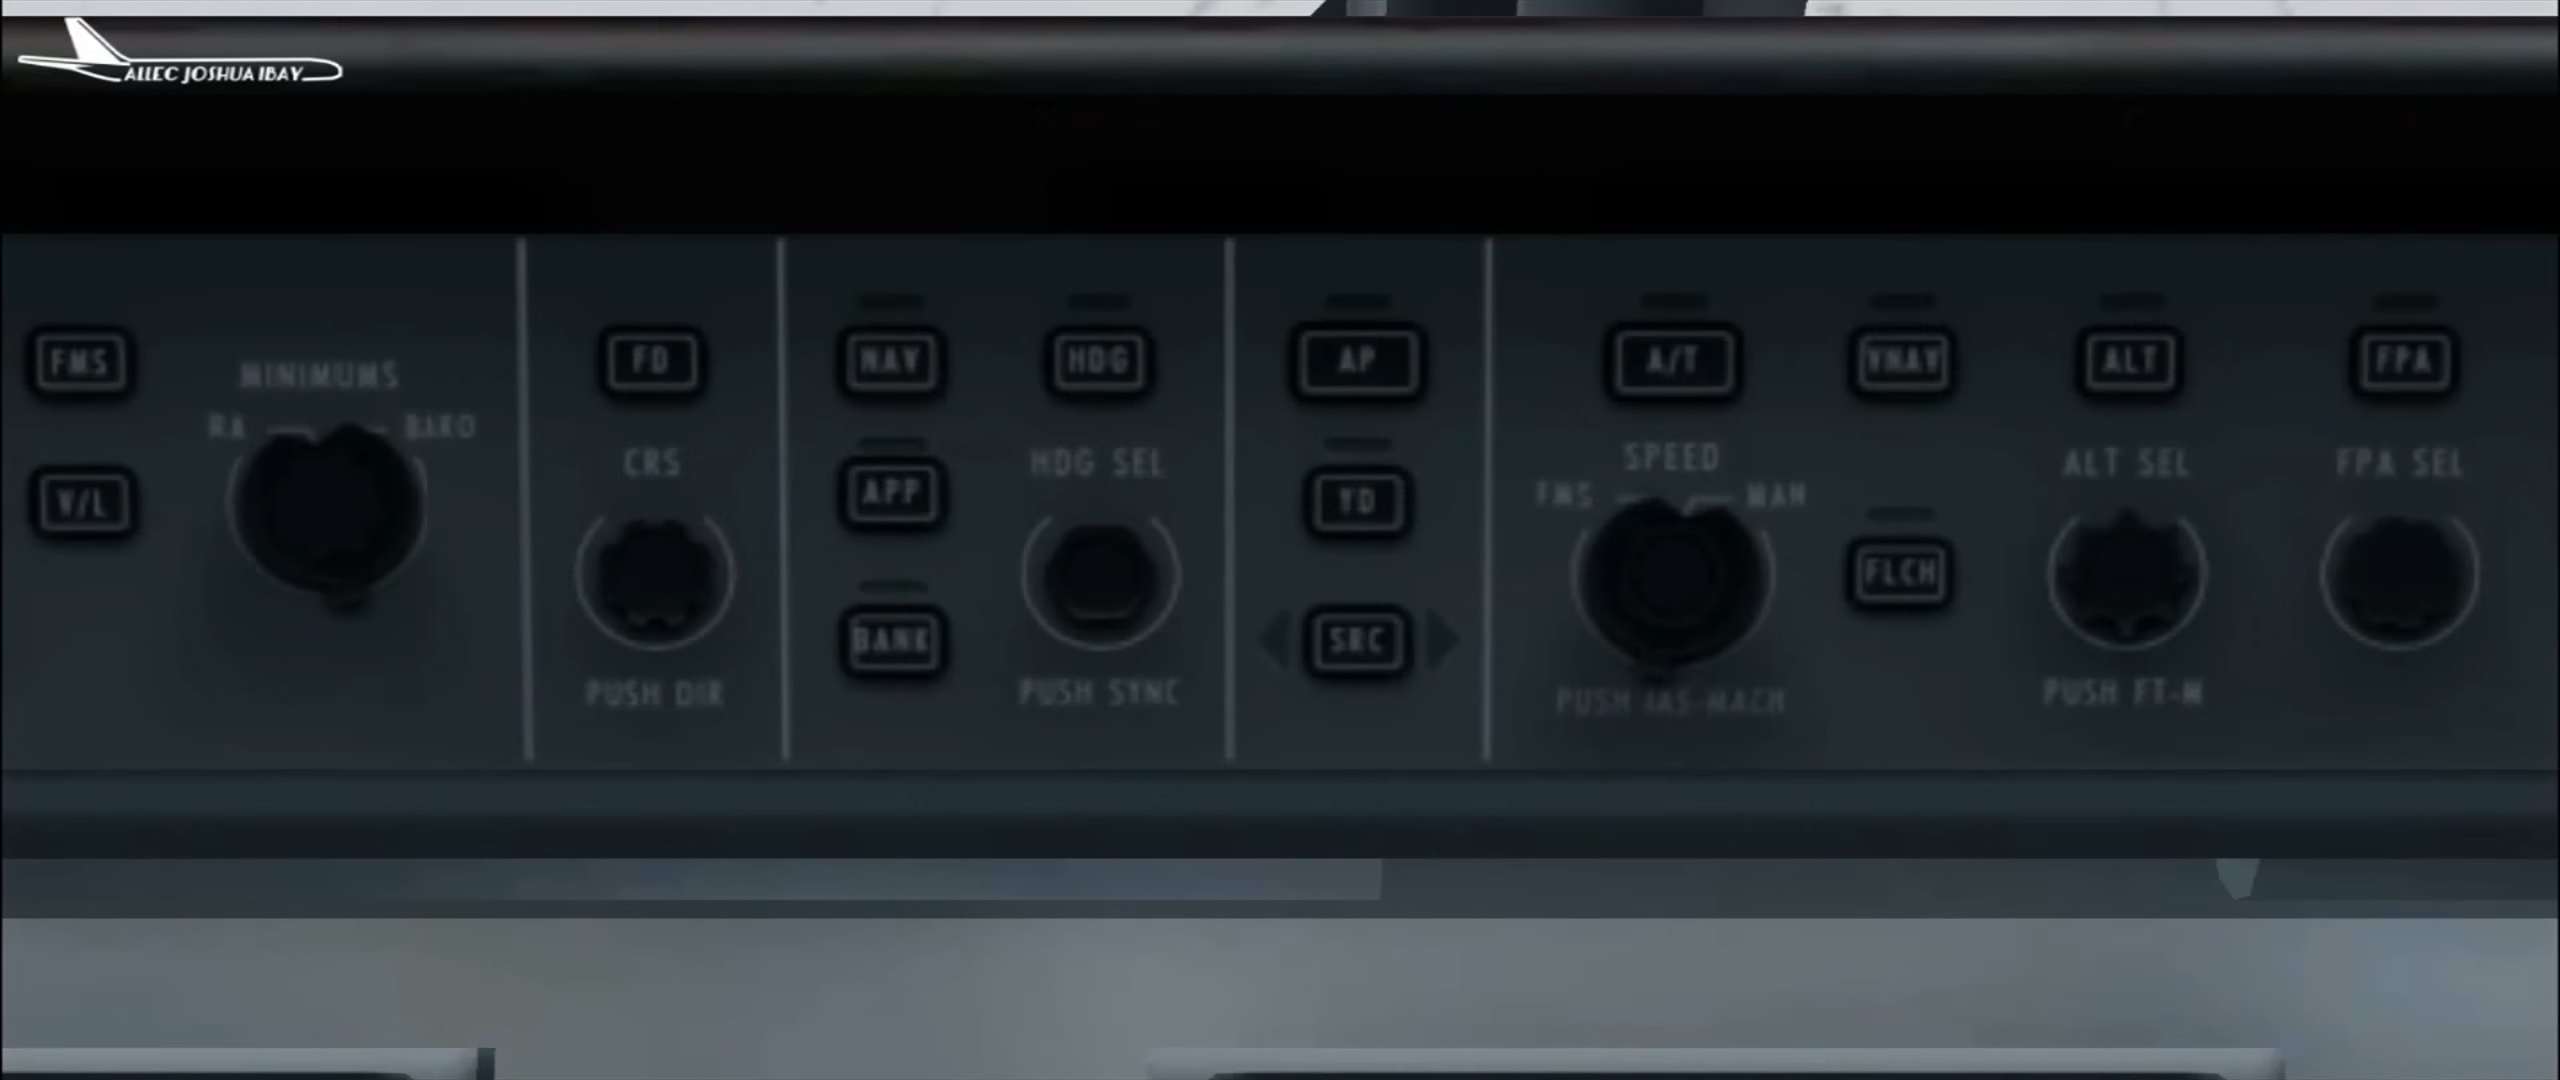 ALLEC JOSHUA IBAY
FMS
MINIMUMS
RA
BARO
V/L
FD
CRS
PUSH DIR
NAV
HDG
APP
HDG SEL
BANK
PUSH SYNC
AP
YD
SRC
A/T
VNAV
ALT
FPA
SPEED
FMS
MAN
ALT SEL
FPA SEL
FLCH
PUSH IAS-MACH
PUSH FT-M